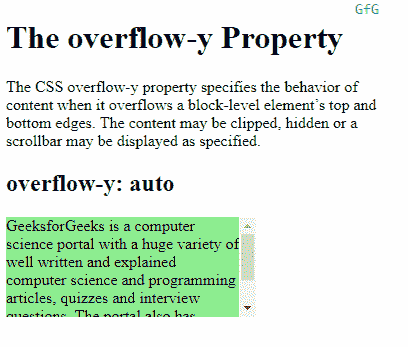 GfG
The overflow-y Property
The CSS overflow-y property specifies the behavior of
content when it overflows a block-level element’s top and
bottom edges. The content may be clipped, hidden or a
scrollbar may be displayed as specified.
overflow-y: auto
GeeksforGeeks is a computer
science portal with a huge variety of
well written and explained
computer science and programming
articles, quizzes and interview
questions. The portal also has